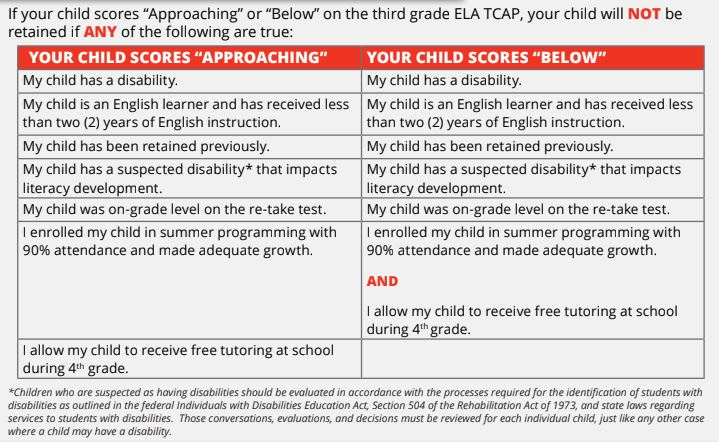 If your child scores “Approaching” or “Below” on the third grade ELA TCAP, your child will NOT be
retained if ANY of the following are true:
YOUR CHILD SCORES “APPROACHING“
YOUR CHILD SCORES “BELOW”
My child has a disability.
My child has a disability.
My child is an English learner and has received less
than two (2) years of English instruction.
My child is an English learner and has received less
than two (2) years of English instruction.
My child has been retained previously.
My child has been retained previously.
My child has a suspected disability* that impacts
literacy development.
My child has a suspected disability* that impacts
literacy development.
My child was on-grade level on the re-take test.
My child was on-grade level on the re-take test.
I enrolled my child in summer programming with
90% attendance and made adequate growth.
I enrolled my child in summer programming with
90% attendance and made adequate growth.
AND
I allow my child to receive free tutoring at school
during 4th grade.
I allow my child to receive free tutoring at school
during 4th grade.
*Children who are suspected as having disabilities should be evaluated in accordance with the processes required for the identification of students with
disabilities as outlined in the federal Individuals with Disabilities Education Act, Section 504 of the Rehabilitation Act of 1973, and state laws regarding
services to students with disabilities. Those conversations, evaluations, and decisions must be reviewed for each individual child, just like any other case
where a child may have a disability.